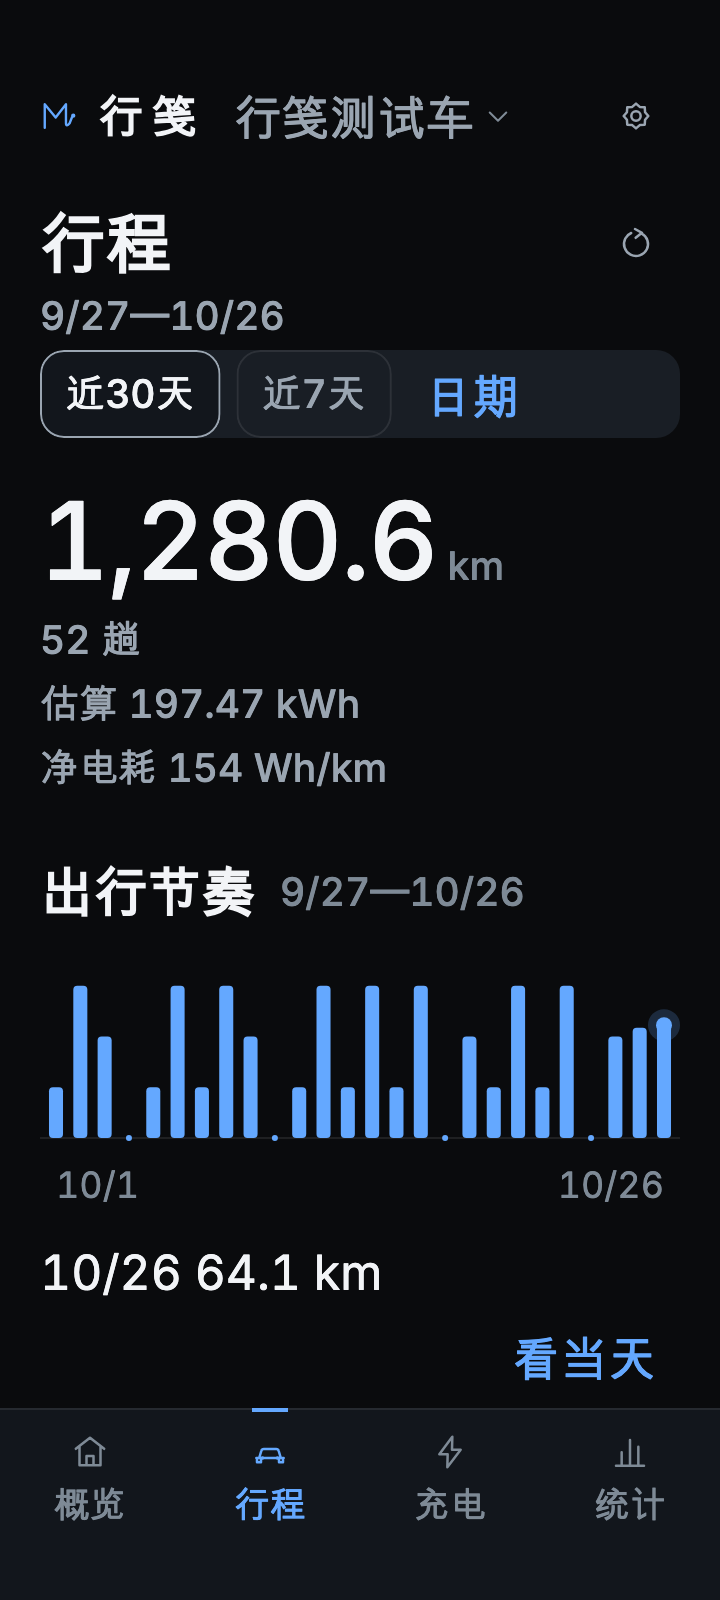 行笺 行笺测试车
行程
9/27—10/26
近30天 近7天 日期
1,280.6 km
52 趟
估算 197.47 kWh
净电耗 154 Wh/km
出行节奏 9/27—10/26
10/1 10/26
10/26 64.1 km
看当天
概览 行程 充电 统计